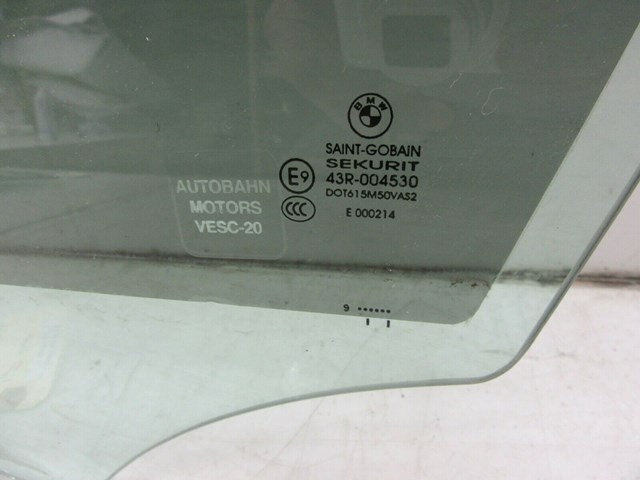 BMW
SAINT-GOBAIN
SEKURIT
E9
43R-004530
DOT615M50VAS2
CCC
E 000214
AUTOBAHN
MOTORS
VESC-20
9 ••••••